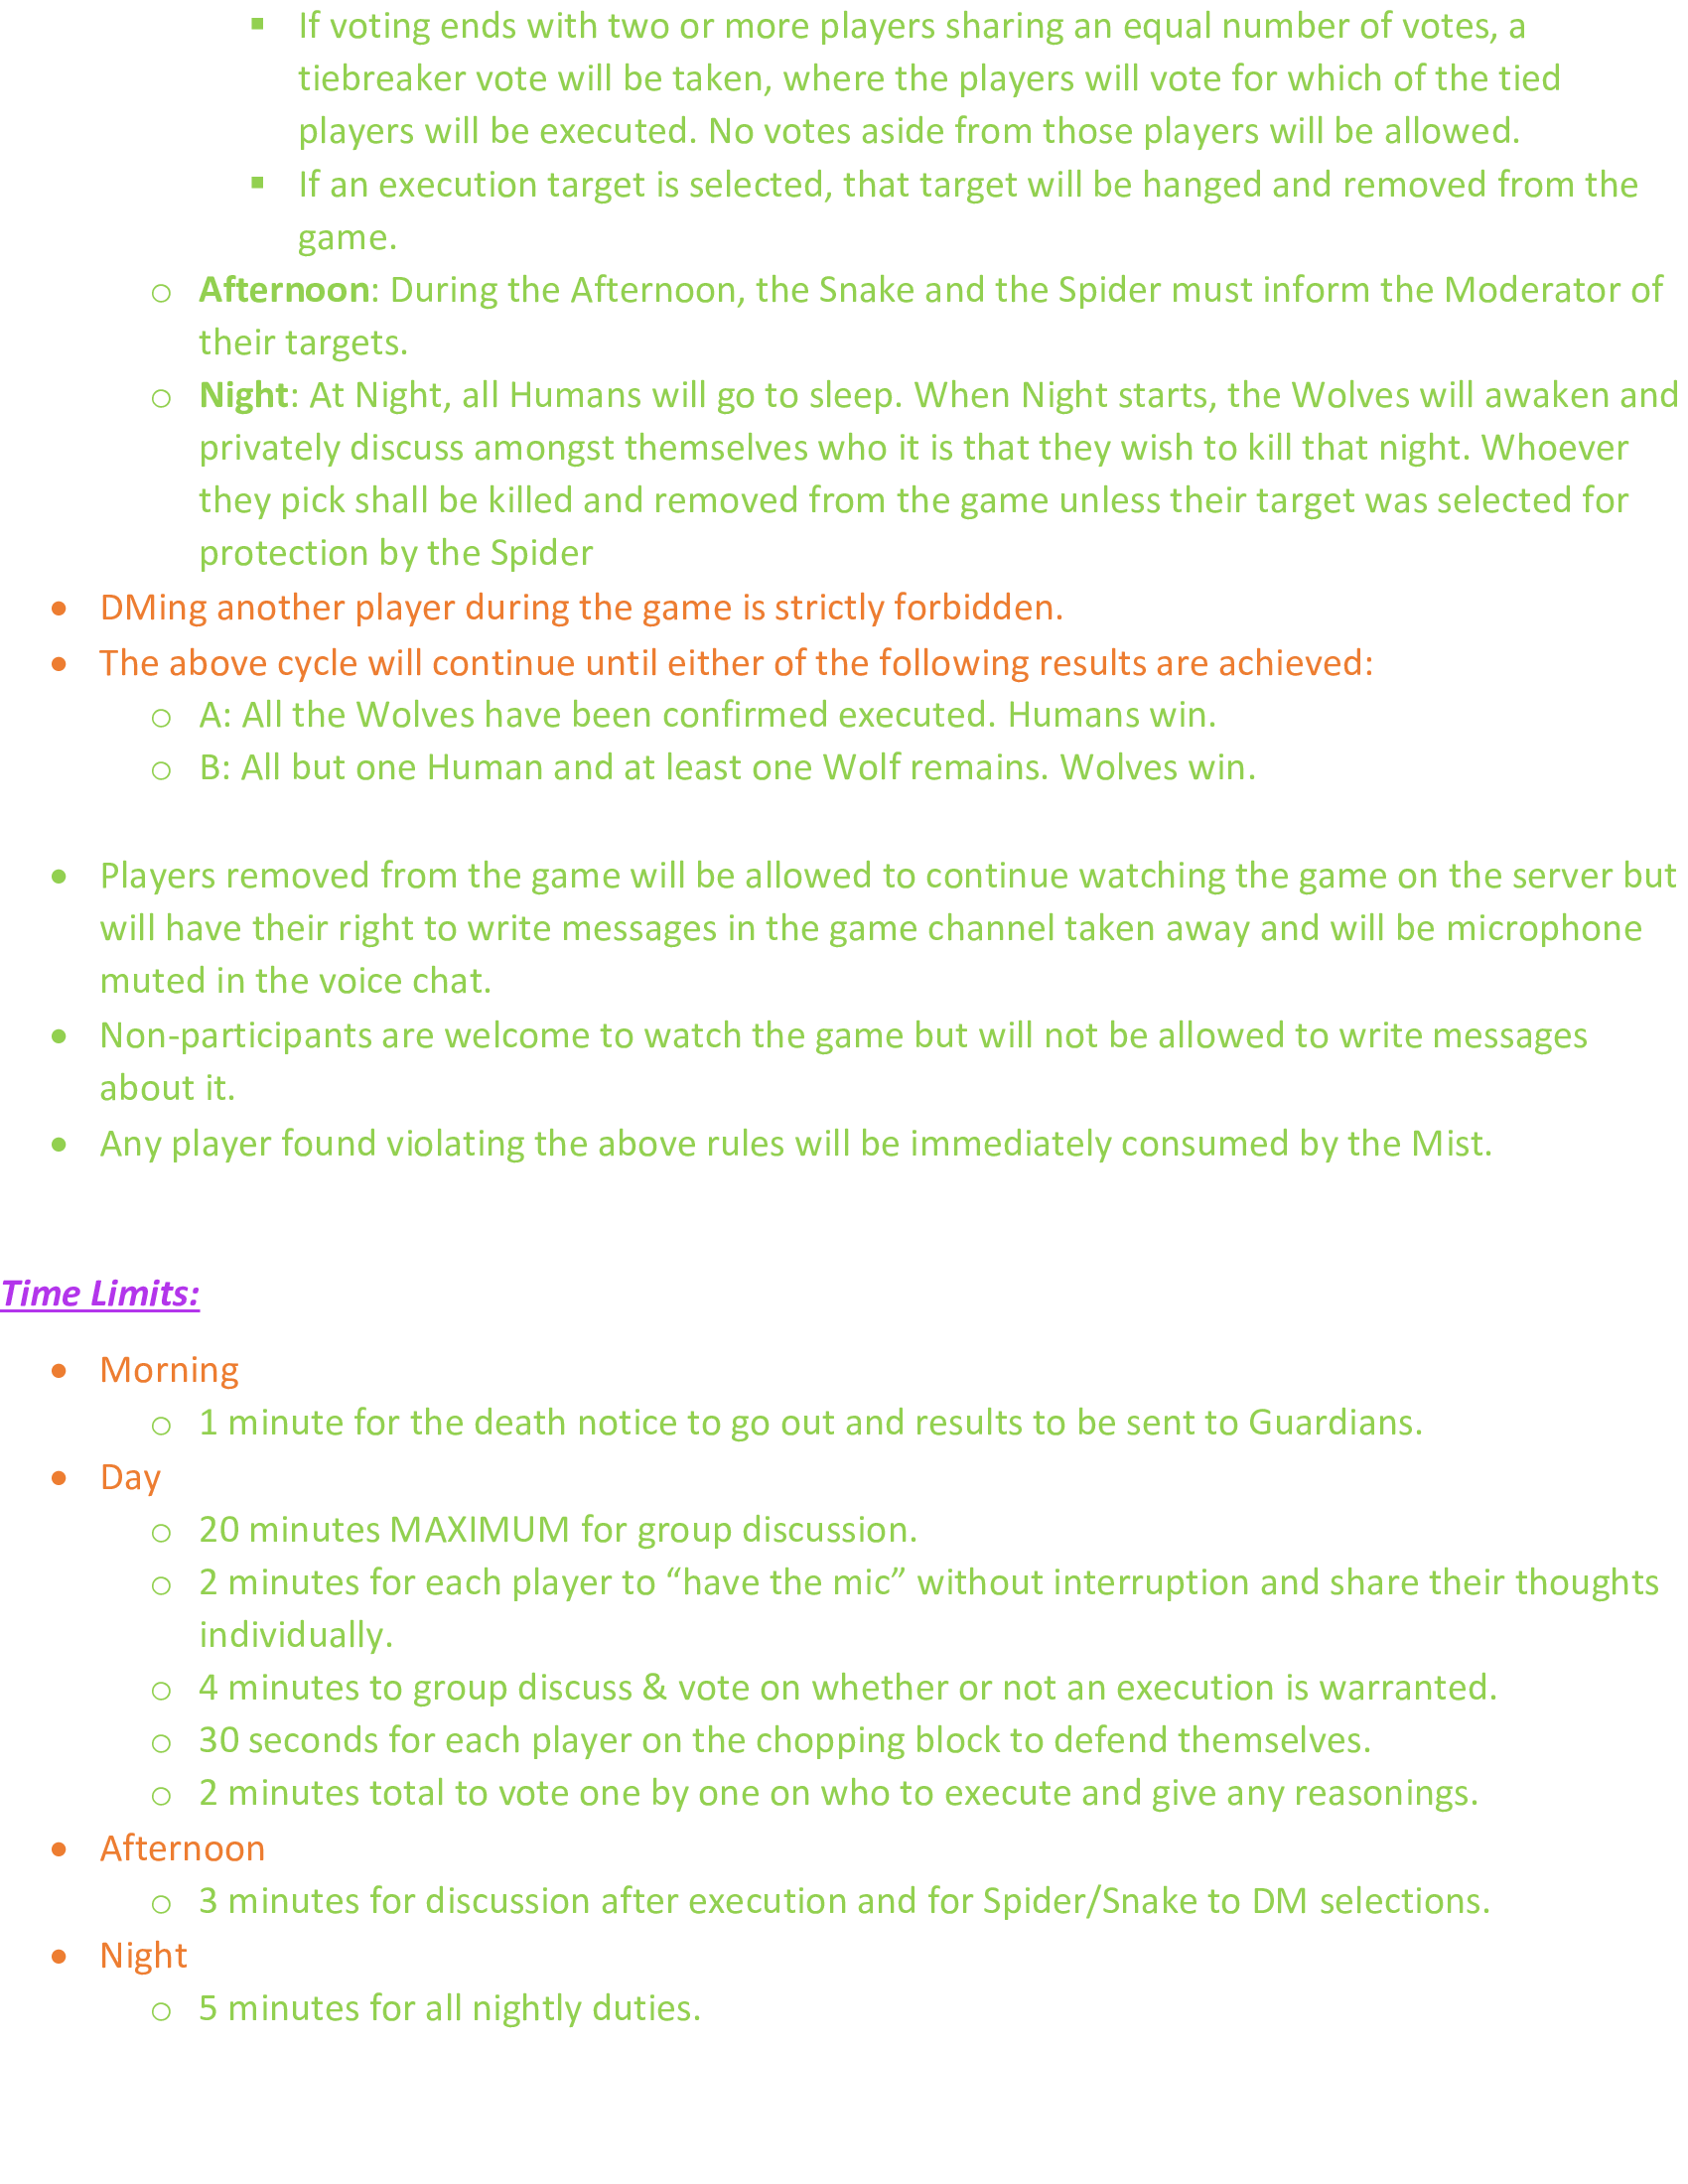 ▪ If voting ends with two or more players sharing an equal number of votes, a
tiebreaker vote will be taken, where the players will vote for which of the tied
players will be executed. No votes aside from those players will be allowed.
▪ If an execution target is selected, that target will be hanged and removed from the
game.
o Afternoon: During the Afternoon, the Snake and the Spider must inform the Moderator of
their targets.
o Night: At Night, all Humans will go to sleep. When Night starts, the Wolves will awaken and
privately discuss amongst themselves who it is that they wish to kill that night. Whoever
they pick shall be killed and removed from the game unless their target was selected for
protection by the Spider
• DMing another player during the game is strictly forbidden.
• The above cycle will continue until either of the following results are achieved:
o A: All the Wolves have been confirmed executed. Humans win.
o B: All but one Human and at least one Wolf remains. Wolves win.
• Players removed from the game will be allowed to continue watching the game on the server but
will have their right to write messages in the game channel taken away and will be microphone
muted in the voice chat.
• Non-participants are welcome to watch the game but will not be allowed to write messages
about it.
• Any player found violating the above rules will be immediately consumed by the Mist.
Time Limits:
• Morning
o 1 minute for the death notice to go out and results to be sent to Guardians.
• Day
o 20 minutes MAXIMUM for group discussion.
o 2 minutes for each player to “have the mic” without interruption and share their thoughts
individually.
o 4 minutes to group discuss & vote on whether or not an execution is warranted.
o 30 seconds for each player on the chopping block to defend themselves.
o 2 minutes total to vote one by one on who to execute and give any reasonings.
• Afternoon
o 3 minutes for discussion after execution and for Spider/Snake to DM selections.
• Night
o 5 minutes for all nightly duties.